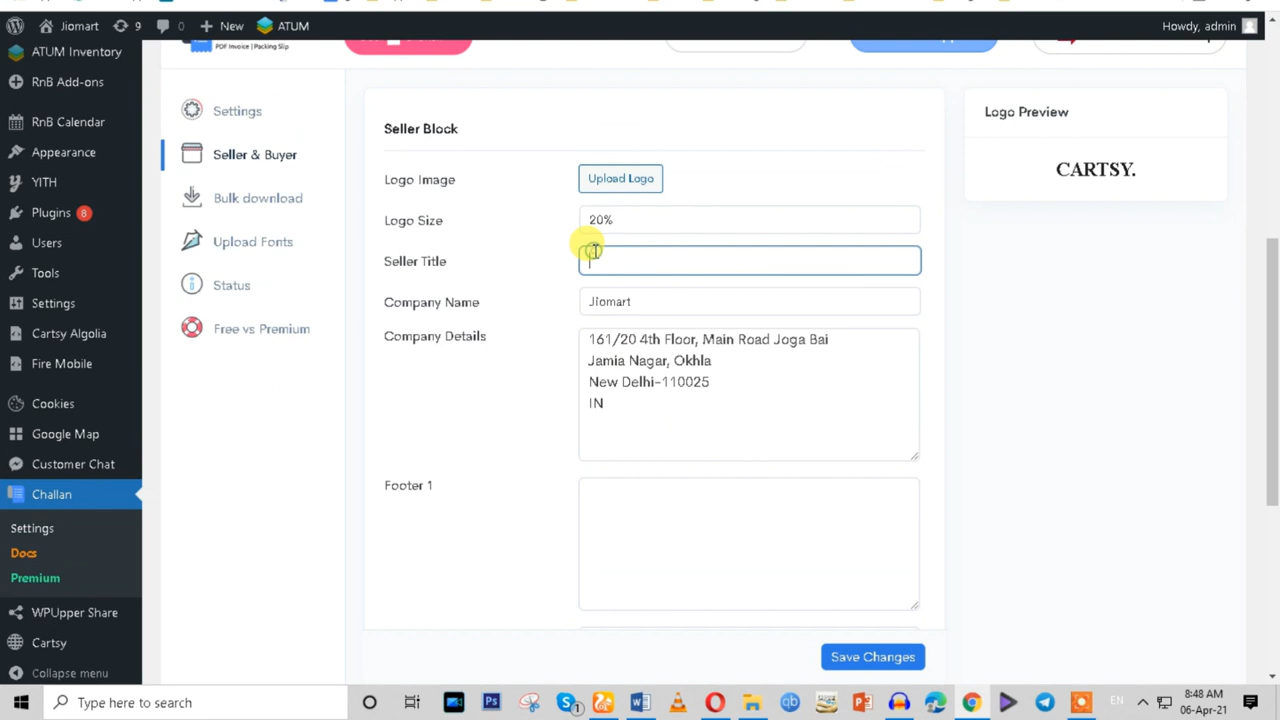 Jiomart
9
0
New
ATUM
Howdy, admin
PDF Invoice | Packing Slip
ATUM Inventory
RnB Add-ons
RnB Calendar
Appearance
YITH
Plugins 8
Users
Tools
Settings
Cartsy Algolia
Fire Mobile
Cookies
Google Map
Customer Chat
Challan
Settings
Docs
Premium
WPUpper Share
Cartsy
Collapse menu
Settings
Seller & Buyer
Bulk download
Upload Fonts
Status
Free vs Premium
Seller Block
Logo Image
Upload Logo
Logo Size
20%
Seller Title
Company Name
Jiomart
Company Details
161/20 4th Floor, Main Road Joga Bai
Jamia Nagar, Okhla
New Delhi-110025
IN
Footer 1
Save Changes
Logo Preview
CARTSY.
Type here to search
EN
8:48 AM
06-Apr-21